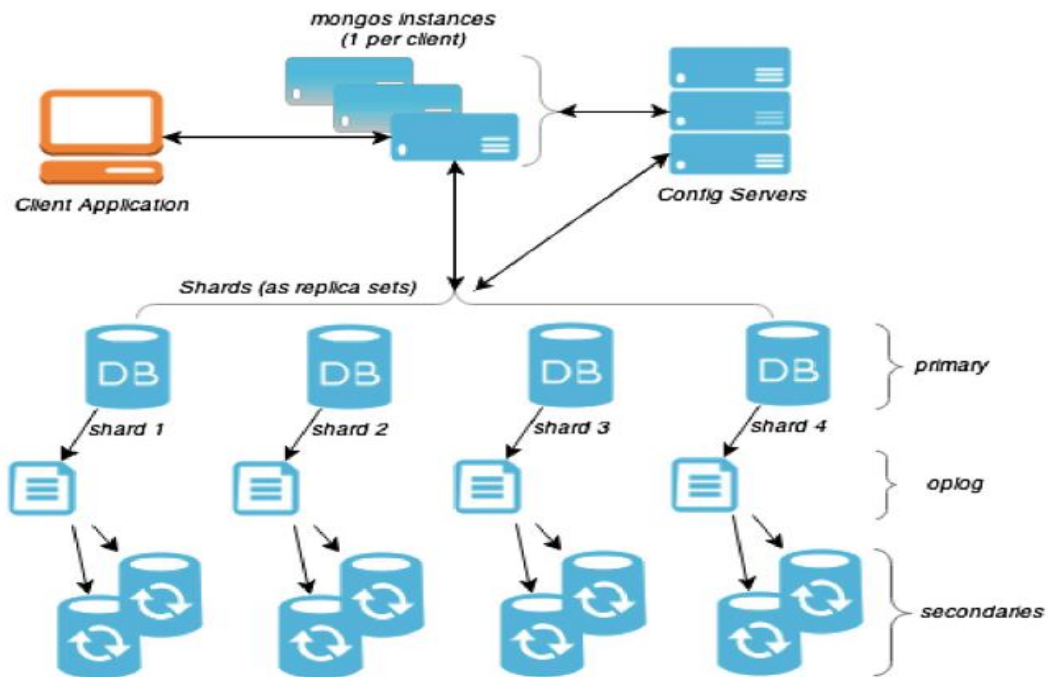 mongos instances
(1 per client)
Client Application
Config Servers
Shards (as replica sets)
DB
DB
DB
DB
primary
shard 1
shard 2
shard 3
shard 4
oplog
secondaries